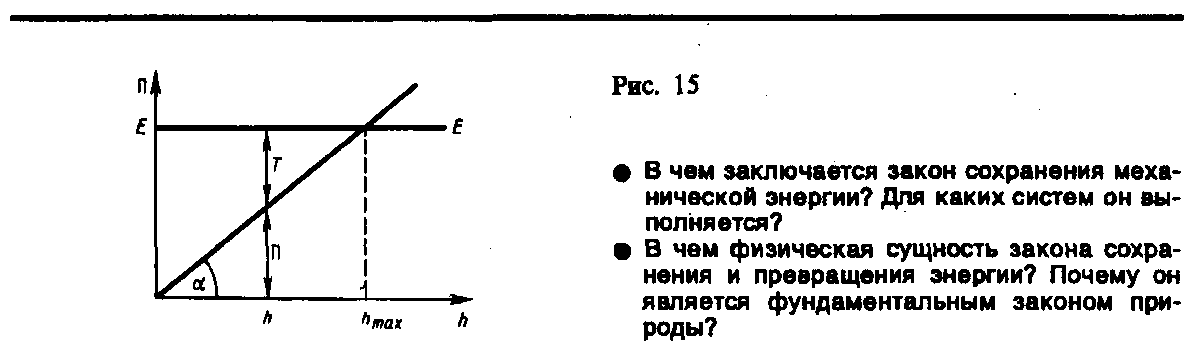 П
E
E
T
П
α
h
hmax
h
Рис. 15
● В чем заключается закон сохранения меха-
нической энергии? Для каких систем он вы-
полняется?
● В чем физическая сущность закона сохра-
нения и превращения энергии? Почему он
является фундаментальным законом при-
роды?